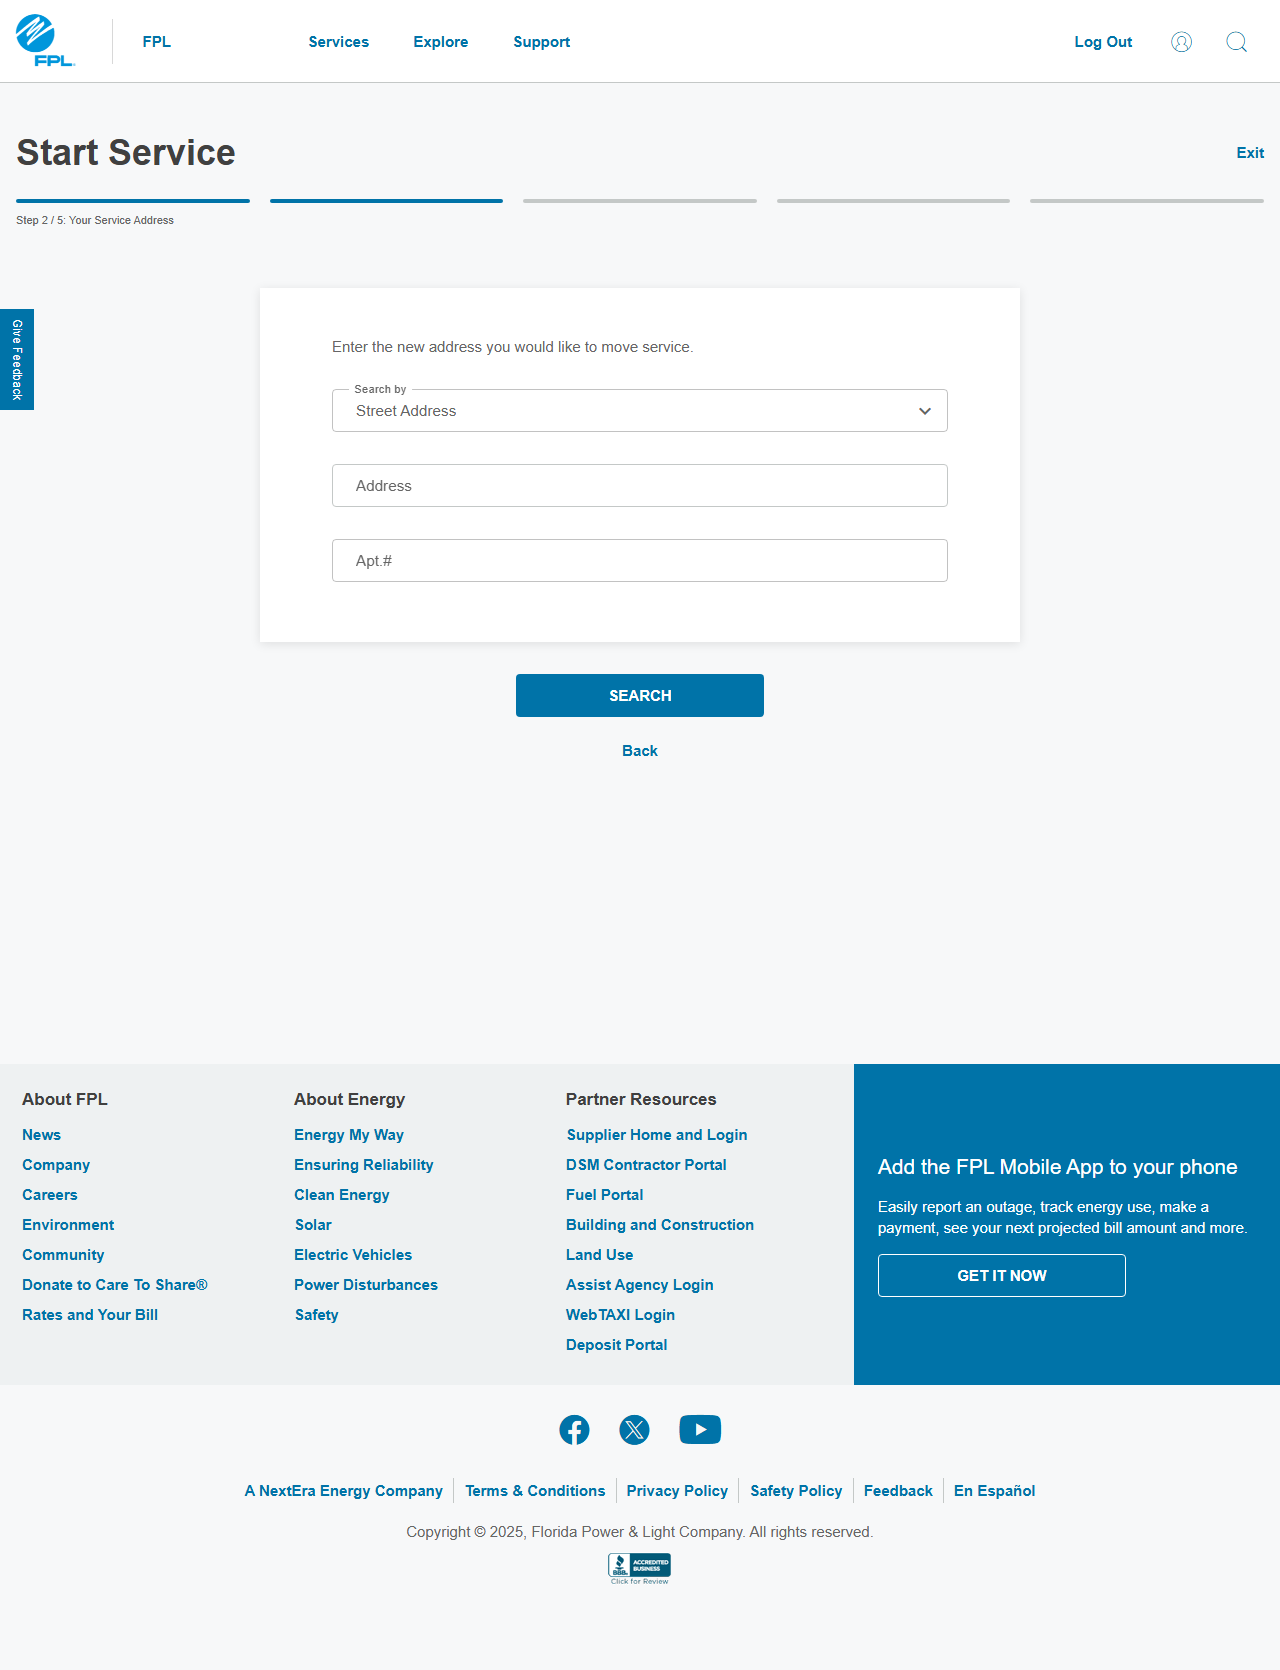 FPL.
FPL
Services
Explore
Support
Log Out
Start Service
Exit
Step 2 / 5: Your Service Address
Give Feedback
Enter the new address you would like to move service.
Search by
Street Address
Address
Apt.#
SEARCH
Back
About FPL
News
Company
Careers
Environment
Community
Donate to Care To Share®
Rates and Your Bill
About Energy
Energy My Way
Ensuring Reliability
Clean Energy
Solar
Electric Vehicles
Power Disturbances
Safety
Partner Resources
Supplier Home and Login
DSM Contractor Portal
Fuel Portal
Building and Construction
Land Use
Assist Agency Login
WebTAXI Login
Deposit Portal
Add the FPL Mobile App to your phone
Easily report an outage, track energy use, make a
payment, see your next projected bill amount and more.
GET IT NOW
A NextEra Energy Company
Terms & Conditions
Privacy Policy
Safety Policy
Feedback
En Español
Copyright © 2025, Florida Power & Light Company. All rights reserved.
BBB.
ACCREDITED
BUSINESS
Click for Review